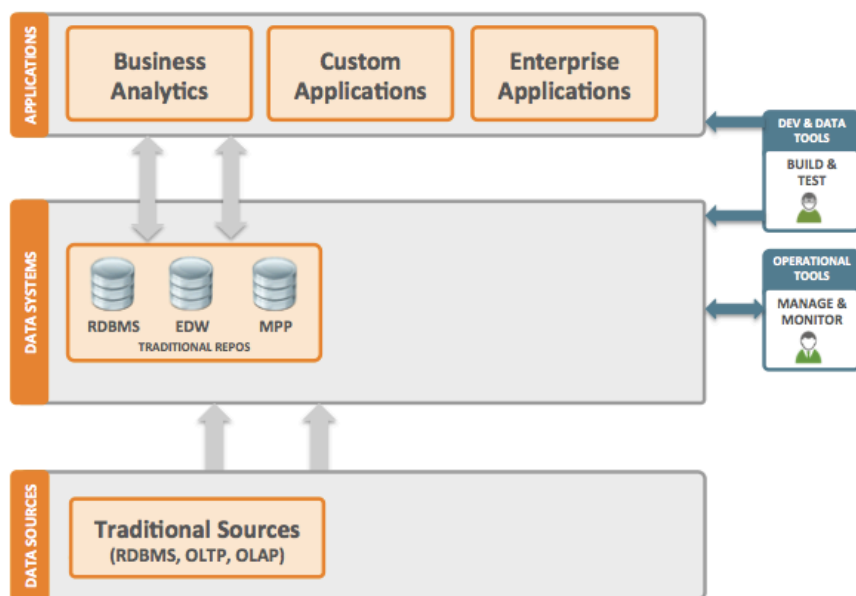 APPLICATIONS
Business
Analytics
Custom
Applications
Enterprise
Applications
DEV & DATA
TOOLS
BUILD &
TEST
DATA SYSTEMS
RDBMS
EDW
MPP
TRADITIONAL REPOS
OPERATIONAL
TOOLS
MANAGE &
MONITOR
DATA SOURCES
Traditional Sources
(RDBMS, OLTP, OLAP)